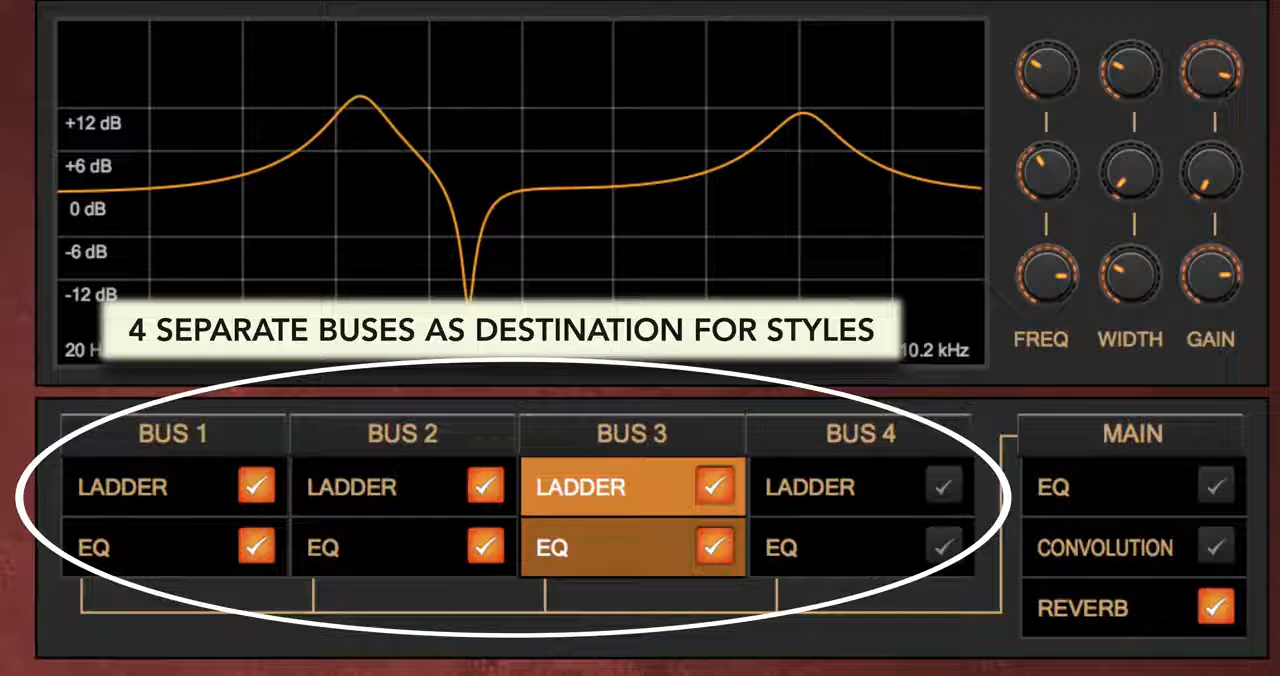 +12 dB
+6 dB
0 dB
-6 dB
-12 dB
4 SEPARATE BUSES AS DESTINATION FOR STYLES
20 H
10.2 kHz
FREQ WIDTH GAIN
BUS 1 BUS 2 BUS 3 BUS 4 MAIN
LADDER LADDER LADDER LADDER EQ
EQ EQ EQ EQ CONVOLUTION
REVERB